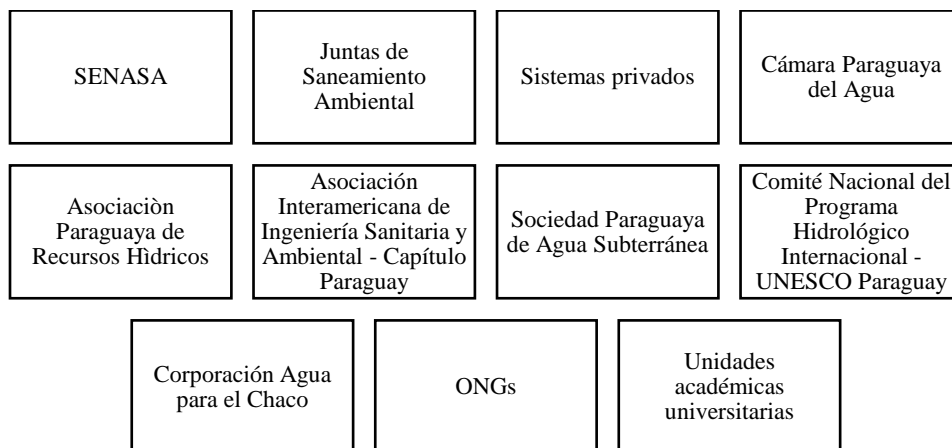 SENASA
Juntas de
Saneamiento
Ambiental
Sistemas privados
Cámara Paraguaya
del Agua
Asociaciòn
Paraguaya de
Recursos Hìdricos
Asociación
Interamericana de
Ingeniería Sanitaria y
Ambiental - Capítulo
Paraguay
Sociedad Paraguaya
de Agua Subterránea
Comité Nacional del
Programa
Hidrológico
Internacional -
UNESCO Paraguay
Corporación Agua
para el Chaco
ONGs
Unidades
académicas
universitarias